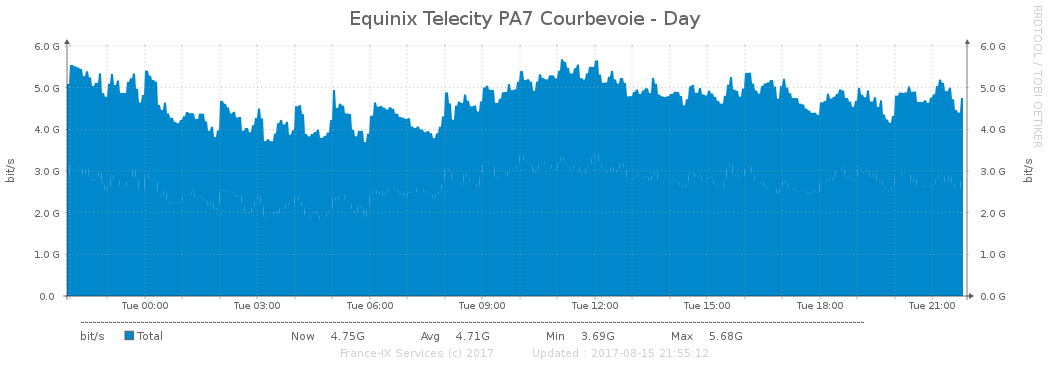 Equinix Telecity PA7 Courbevoie - Day
RRDTOOL / TOBI OETIKER
6.0 G 6.0 G
5.0 G 5.0 G
4.0 G 4.0 G
3.0 G 3.0 G
2.0 G 2.0 G
1.0 G 1.0 G
0.0 0.0 G
bit/s bit/s
Tue 00:00 Tue 03:00 Tue 06:00 Tue 09:00 Tue 12:00 Tue 15:00 Tue 18:00 Tue 21:00
bit/s Total Now 4.75G Avg 4.71G Min 3.69G Max 5.68G
France-IX Services (c) 2017 Updated : 2017-08-15 21:55:12